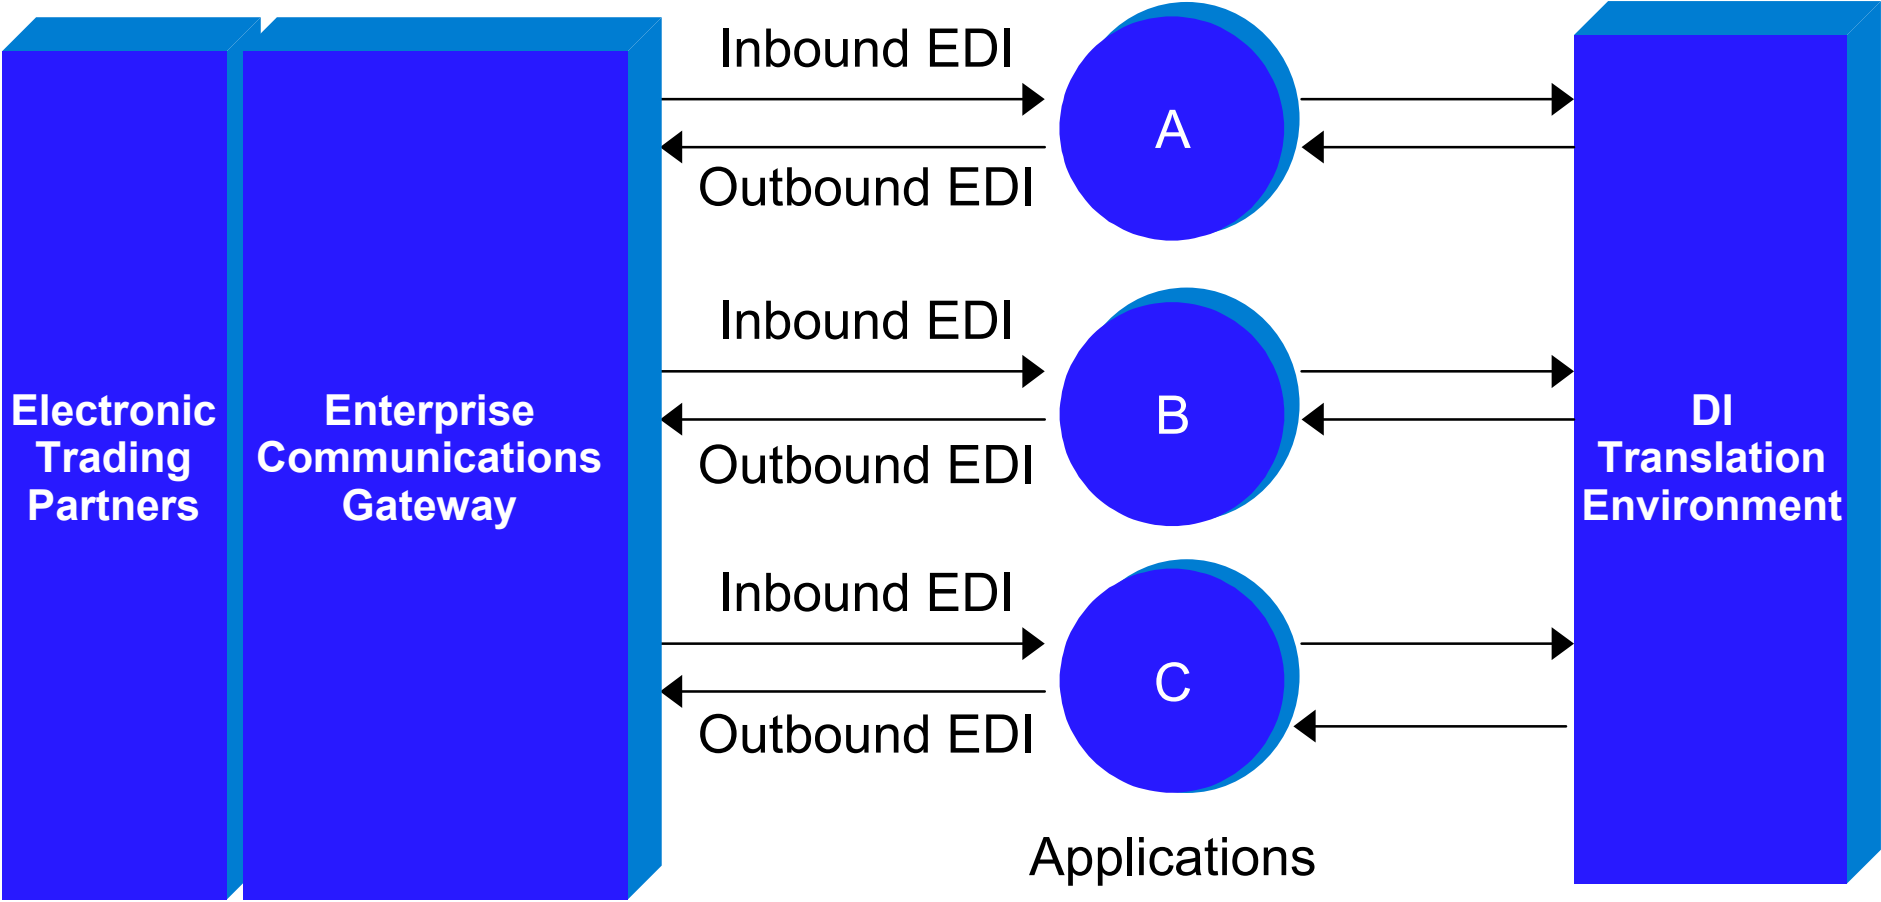 Electronic
Trading
Partners
Enterprise
Communications
Gateway
Inbound EDI
Outbound EDI
A
Inbound EDI
Outbound EDI
B
Inbound EDI
Outbound EDI
C
Applications
DI
Translation
Environment